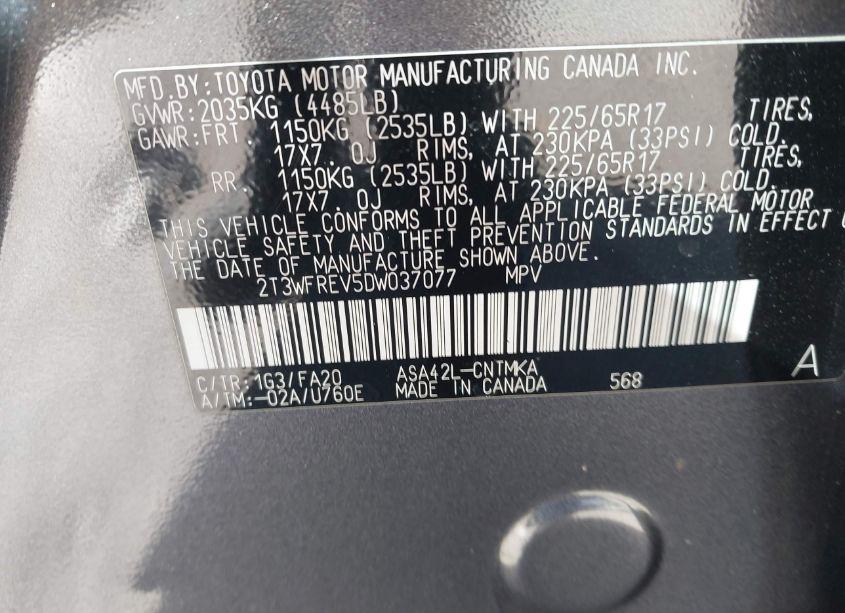 MFD. BY: TOYOTA MOTOR MANUFACTURING CANADA INC.
GVWR: 2035KG (4485LB)
GAWR: FRT. 1150KG (2535LB) WITH 225/65R17 TIRES,
17X7.0J RIMS, AT 230KPA (33PSI) COLD.
RR. 1150KG (2535LB) WITH 225/65R17 TIRES,
17X7.0J RIMS, AT 230KPA (33PSI) COLD.
THIS VEHICLE CONFORMS TO ALL APPLICABLE FEDERAL MOTOR
VEHICLE SAFETY AND THEFT PREVENTION STANDARDS IN EFFECT
THE DATE OF MANUFACTURE SHOWN ABOVE.
2T3WFREV5DW037077 MPV
C/TR: 1G3/FA20 ASA42L-CNTMKA 568 A
A/TM: -02A/U760E MADE IN CANADA